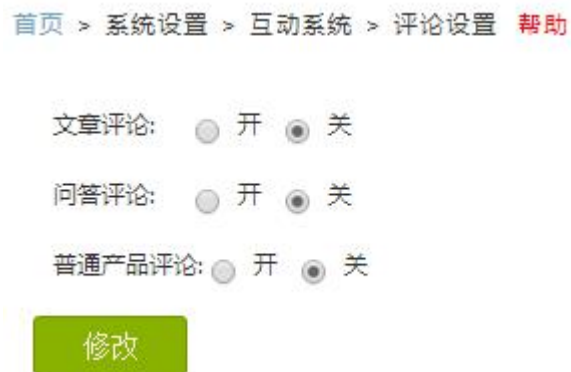 首页 > 系统设置 > 互动系统 > 评论设置 帮助
文章评论: 开 关
问答评论: 开 关
普通产品评论: 开 关
修改